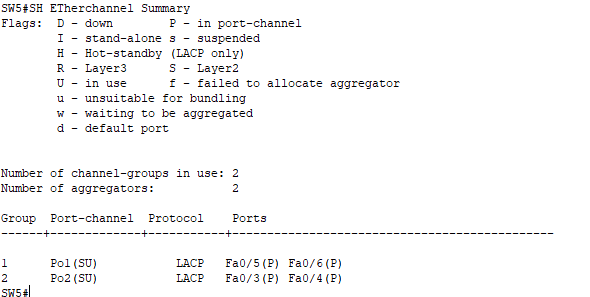 SW5#SH ETherchannel Summary
Flags:  D - down        P - in port-channel
        I - stand-alone s - suspended
        H - Hot-standby (LACP only)
        R - Layer3      S - Layer2
        U - in use      f - failed to allocate aggregator
        u - unsuitable for bundling
        w - waiting to be aggregated
        d - default port
Number of channel-groups in use: 2
Number of aggregators:           2
Group  Port-channel  Protocol    Ports
------+-------------+-----------+----------------------------------------------
1      Po1(SU)           LACP   Fa0/5(P) Fa0/6(P)
2      Po2(SU)           LACP   Fa0/3(P) Fa0/4(P)
SW5#